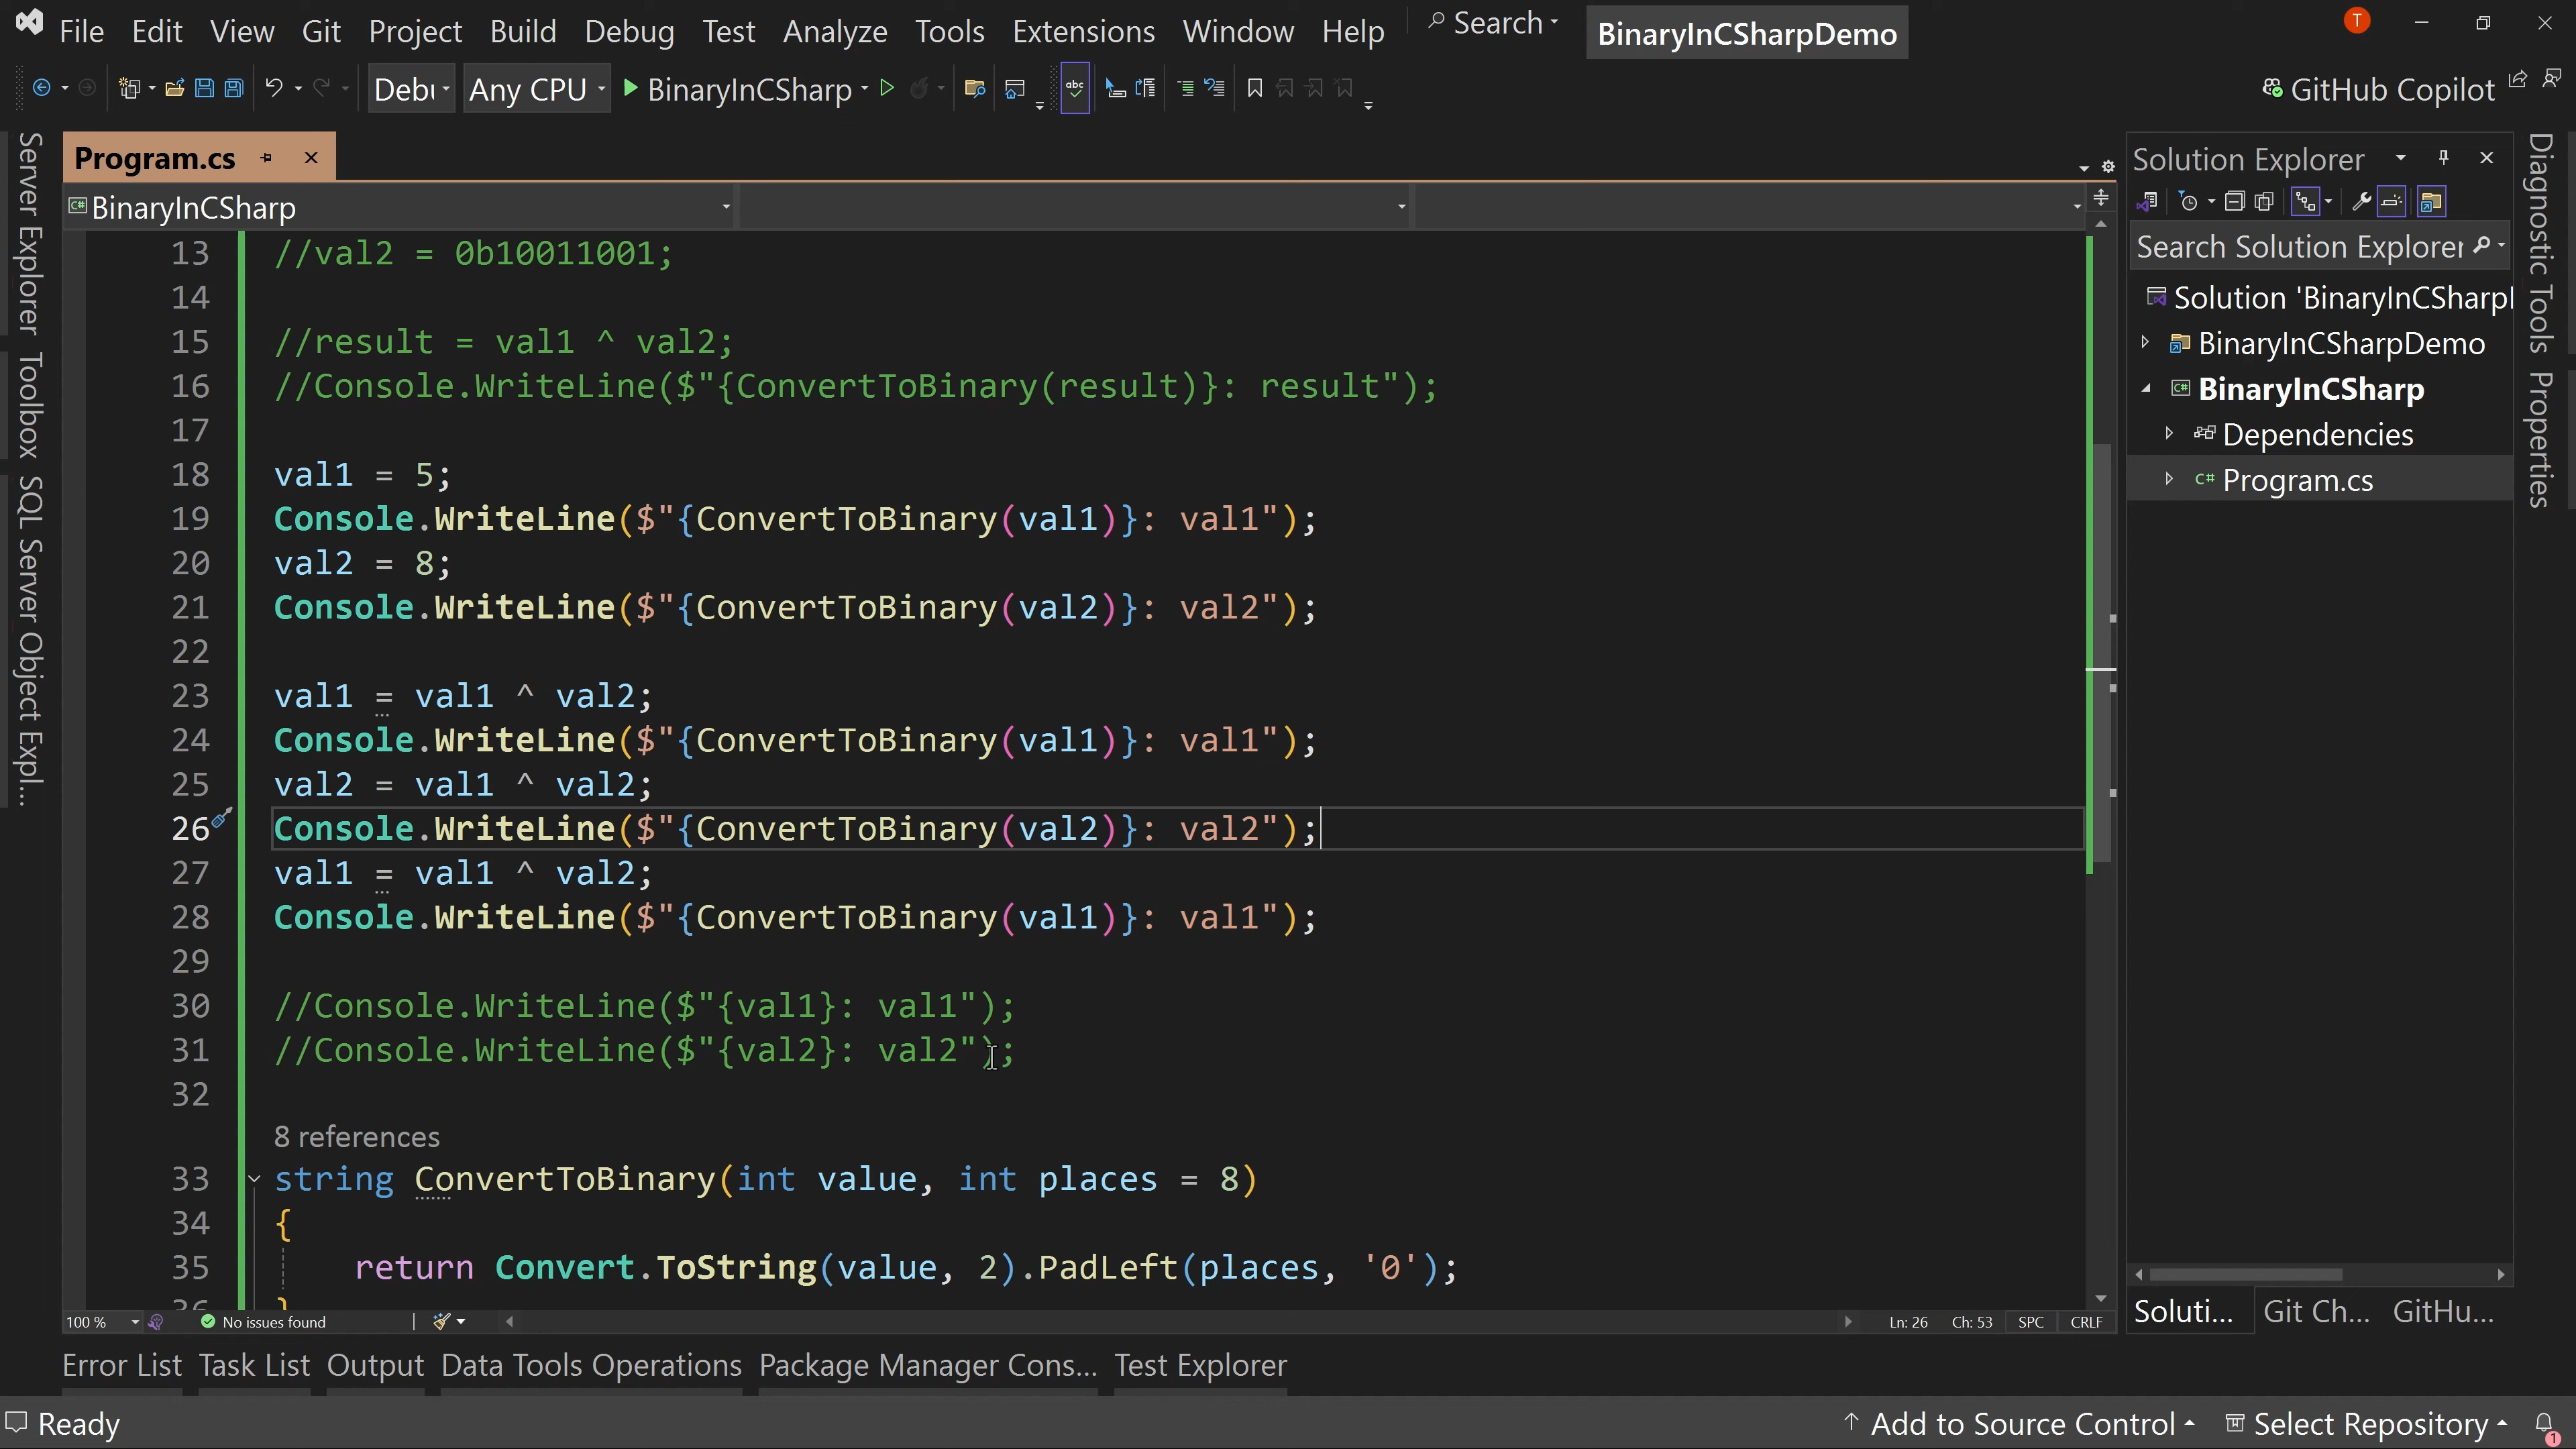 File Edit View Git Project Build Debug Test Analyze Tools Extensions Window Help Search BinaryInCSharpDemo T
Debu Any CPU BinaryInCSharp abc GitHub Copilot
Program.cs
BinaryInCSharp
13 //val2 = 0b10011001;
14
15 //result = val1 ^ val2;
16 //Console.WriteLine($"{ConvertToBinary(result)}: result");
17
18 val1 = 5;
19 Console.WriteLine($"{ConvertToBinary(val1)}: val1");
20 val2 = 8;
21 Console.WriteLine($"{ConvertToBinary(val2)}: val2");
22
23 val1 = val1 ^ val2;
24 Console.WriteLine($"{ConvertToBinary(val1)}: val1");
25 val2 = val1 ^ val2;
26 Console.WriteLine($"{ConvertToBinary(val2)}: val2");
27 val1 = val1 ^ val2;
28 Console.WriteLine($"{ConvertToBinary(val1)}: val1");
29
30 //Console.WriteLine($"{val1}: val1");
31 //Console.WriteLine($"{val2}: val2");
32
8 references
33 string ConvertToBinary(int value, int places = 8)
34 {
35 return Convert.ToString(value, 2).PadLeft(places, '0');
36 }
100 % No issues found Ln: 26 Ch: 53 SPC CRLF
Server Explorer
Toolbox
SQL Server Object Expl...
Solution Explorer
Search Solution Explorer
Solution 'BinaryInCSharpI
BinaryInCSharpDemo
C# BinaryInCSharp
Dependencies
C# Program.cs
Soluti... Git Ch... GitHu...
Diagnostic Tools
Properties
Error List Task List Output Data Tools Operations Package Manager Cons... Test Explorer
Ready Add to Source Control Select Repository 1